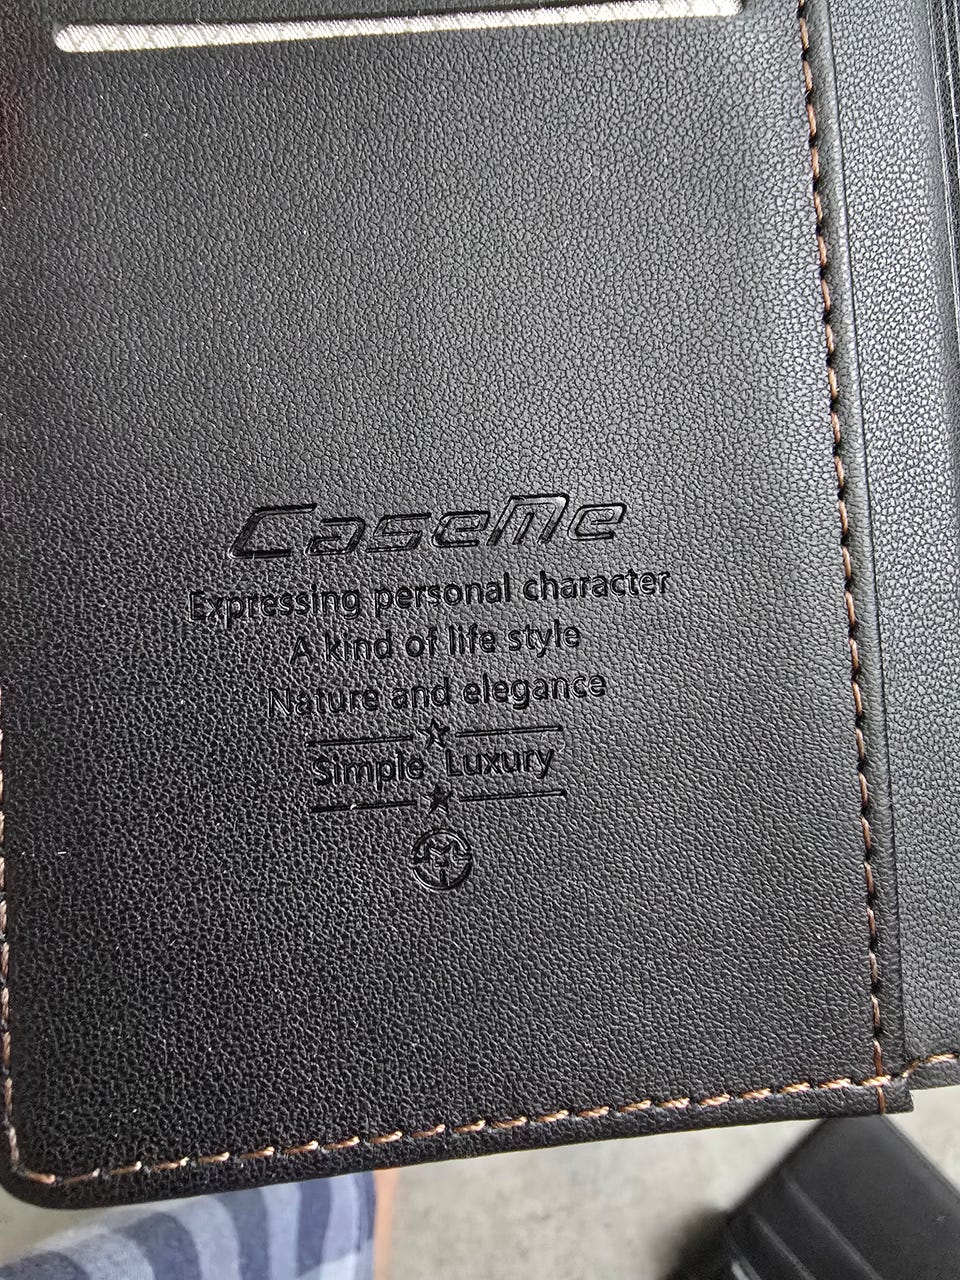 CaseMe
Expressing personal character
A kind of life style
Nature and elegance
Simple Luxury